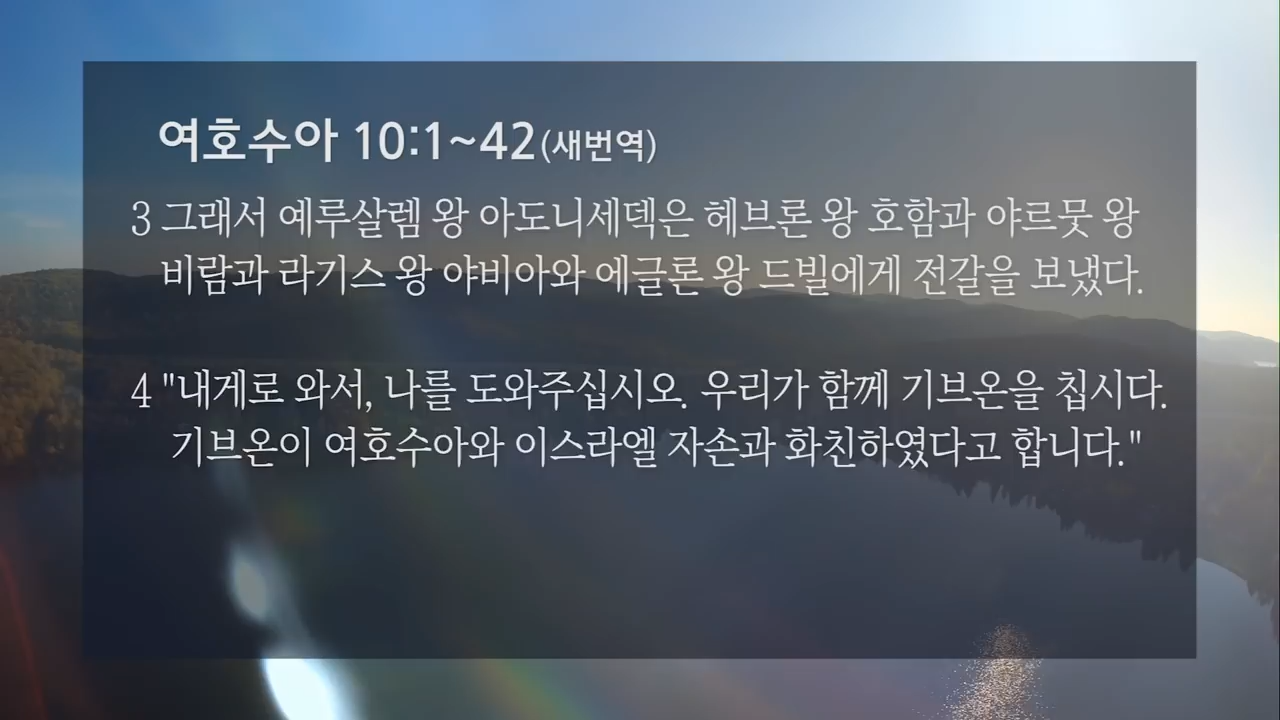 여호수아 10:1~42(새번역)
3 그래서 예루살렘 왕 아도니세덱은 헤브론 왕 호함과 야르뭇 왕
비람과 라기스 왕 야비아와 에글론 왕 드빌에게 전갈을 보냈다.
4 "내게로 와서, 나를 도와주십시오. 우리가 함께 기브온을 칩시다.
기브온이 여호수아와 이스라엘 자손과 화친하였다고 합니다."